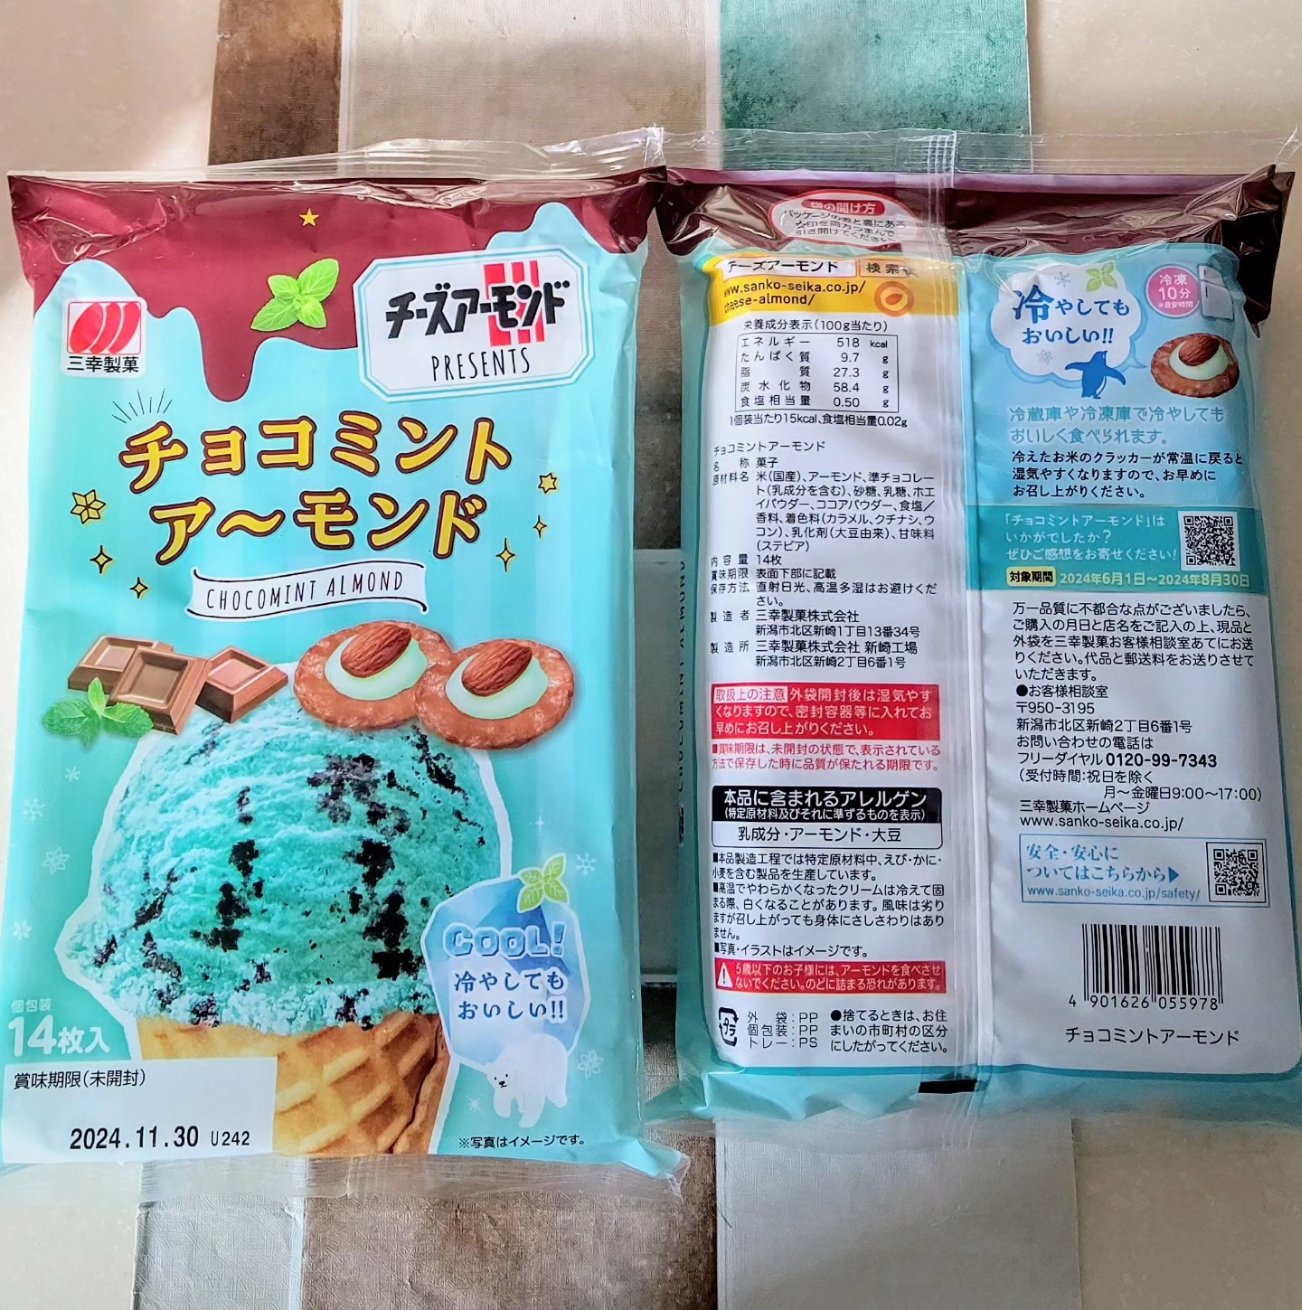 三幸製菓
チーズアーモンド
PRESENTS
チョコミント
ア〜モンド
CHOCOMINT ALMOND
COOL!
冷やしても
おいしい!!
個包装
14枚入
賞味期限(未開封)
2024.11.30 U242
※写真はイメージです。
CHOCOMINT ALMOND
の開け方
チーズアーモンド 検索
www.sanko-seika.co.jp/
cheese-almond/
栄養成分表示(100g当たり)
エネルギー 518 kcal
たんぱく質 9.7 g
脂質 27.3 g
炭水化物 58.4 g
食塩相当量 0.50 g
1個装当たり15kcal、食塩相当量0.02g
チョコミントアーモンド
名称 菓子
原材料名 米(国産)、アーモンド、準チョコレー
ト(乳成分を含む)、砂糖、乳糖、ホエ
イパウダー、ココアパウダー、食塩/
香料、着色料(カラメル、クチナシ、ウ
コン)、乳化剤(大豆由来)、甘味料
(ステビア)
内容量 14枚
賞味期限 表面下部に記載
保存方法 直射日光、高温多湿はお避けくだ
さい。
製造者 三幸製菓株式会社
新潟市北区新崎1丁目13番34号
製造所 三幸製菓株式会社 新崎工場
新潟市北区新崎2丁目6番1号
取扱上の注意 外袋開封後は湿気やす
くなりますので、密封容器等に入れてお
早めにお召し上がりください。
■賞味期限は、未開封の状態で、表示されている
方法で保存した時に品質が保たれる期限です。
本品に含まれるアレルゲン
(特定原材料及びそれに準ずるものを表示)
乳成分・アーモンド・大豆
■本品製造工程では特定原材料中、えび・かに・
小麦を含む製品を生産しています。
■高温でやわらかくなったクリームは冷えて固
まる際、白くなることがあります。風味は劣り
ますが召し上がっても身体にさしさわりはあり
ません。
■写真・イラストはイメージです。
5歳以下のお子様には、アーモンドを食べさせ
ないでください。のどに詰まる恐れがあります。
プラ
外袋:PP
個包装:PP
トレー:PS
●捨てるときは、お住
まいの市町村の区分
にしたがってください。
冷やしても
おいしい!!
冷凍
10分
※目安時間
冷蔵庫や冷凍庫で冷やしても
おいしく食べられます。
冷えたお米のクラッカーが常温に戻ると
湿気やすくなりますので、お早めに
お召し上がりください。
「チョコミントアーモンド」は
いかがでしたか?
ぜひご感想をお寄せください!
対象期間 2024年6月1日〜2024年8月30日
万一品質に不都合な点がございましたら、
ご購入の月日と店名をご記入の上、現品と
外袋を三幸製菓お客様相談室あてにお送
りください。代品と郵送料をお送りさせて
いただきます。
●お客様相談室
〒950-3195
新潟市北区新崎2丁目6番1号
お問い合わせの電話は
フリーダイヤル0120-99-7343
(受付時間:祝日を除く
月〜金曜日9:00〜17:00)
三幸製菓ホームページ
www.sanko-seika.co.jp/
安全・安心に
ついてはこちらから▶
www.sanko-seika.co.jp/safety/
4 901626 055978
チョコミントアーモンド